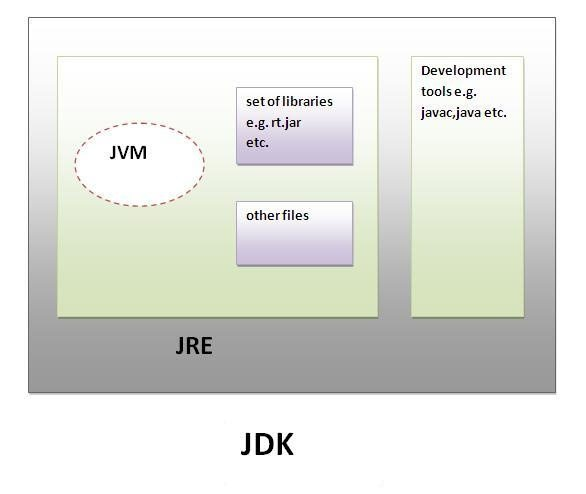 JVM
set of libraries
e.g. rt.jar
etc.
other files
JRE
Development
tools e.g.
javac,java etc.
JDK